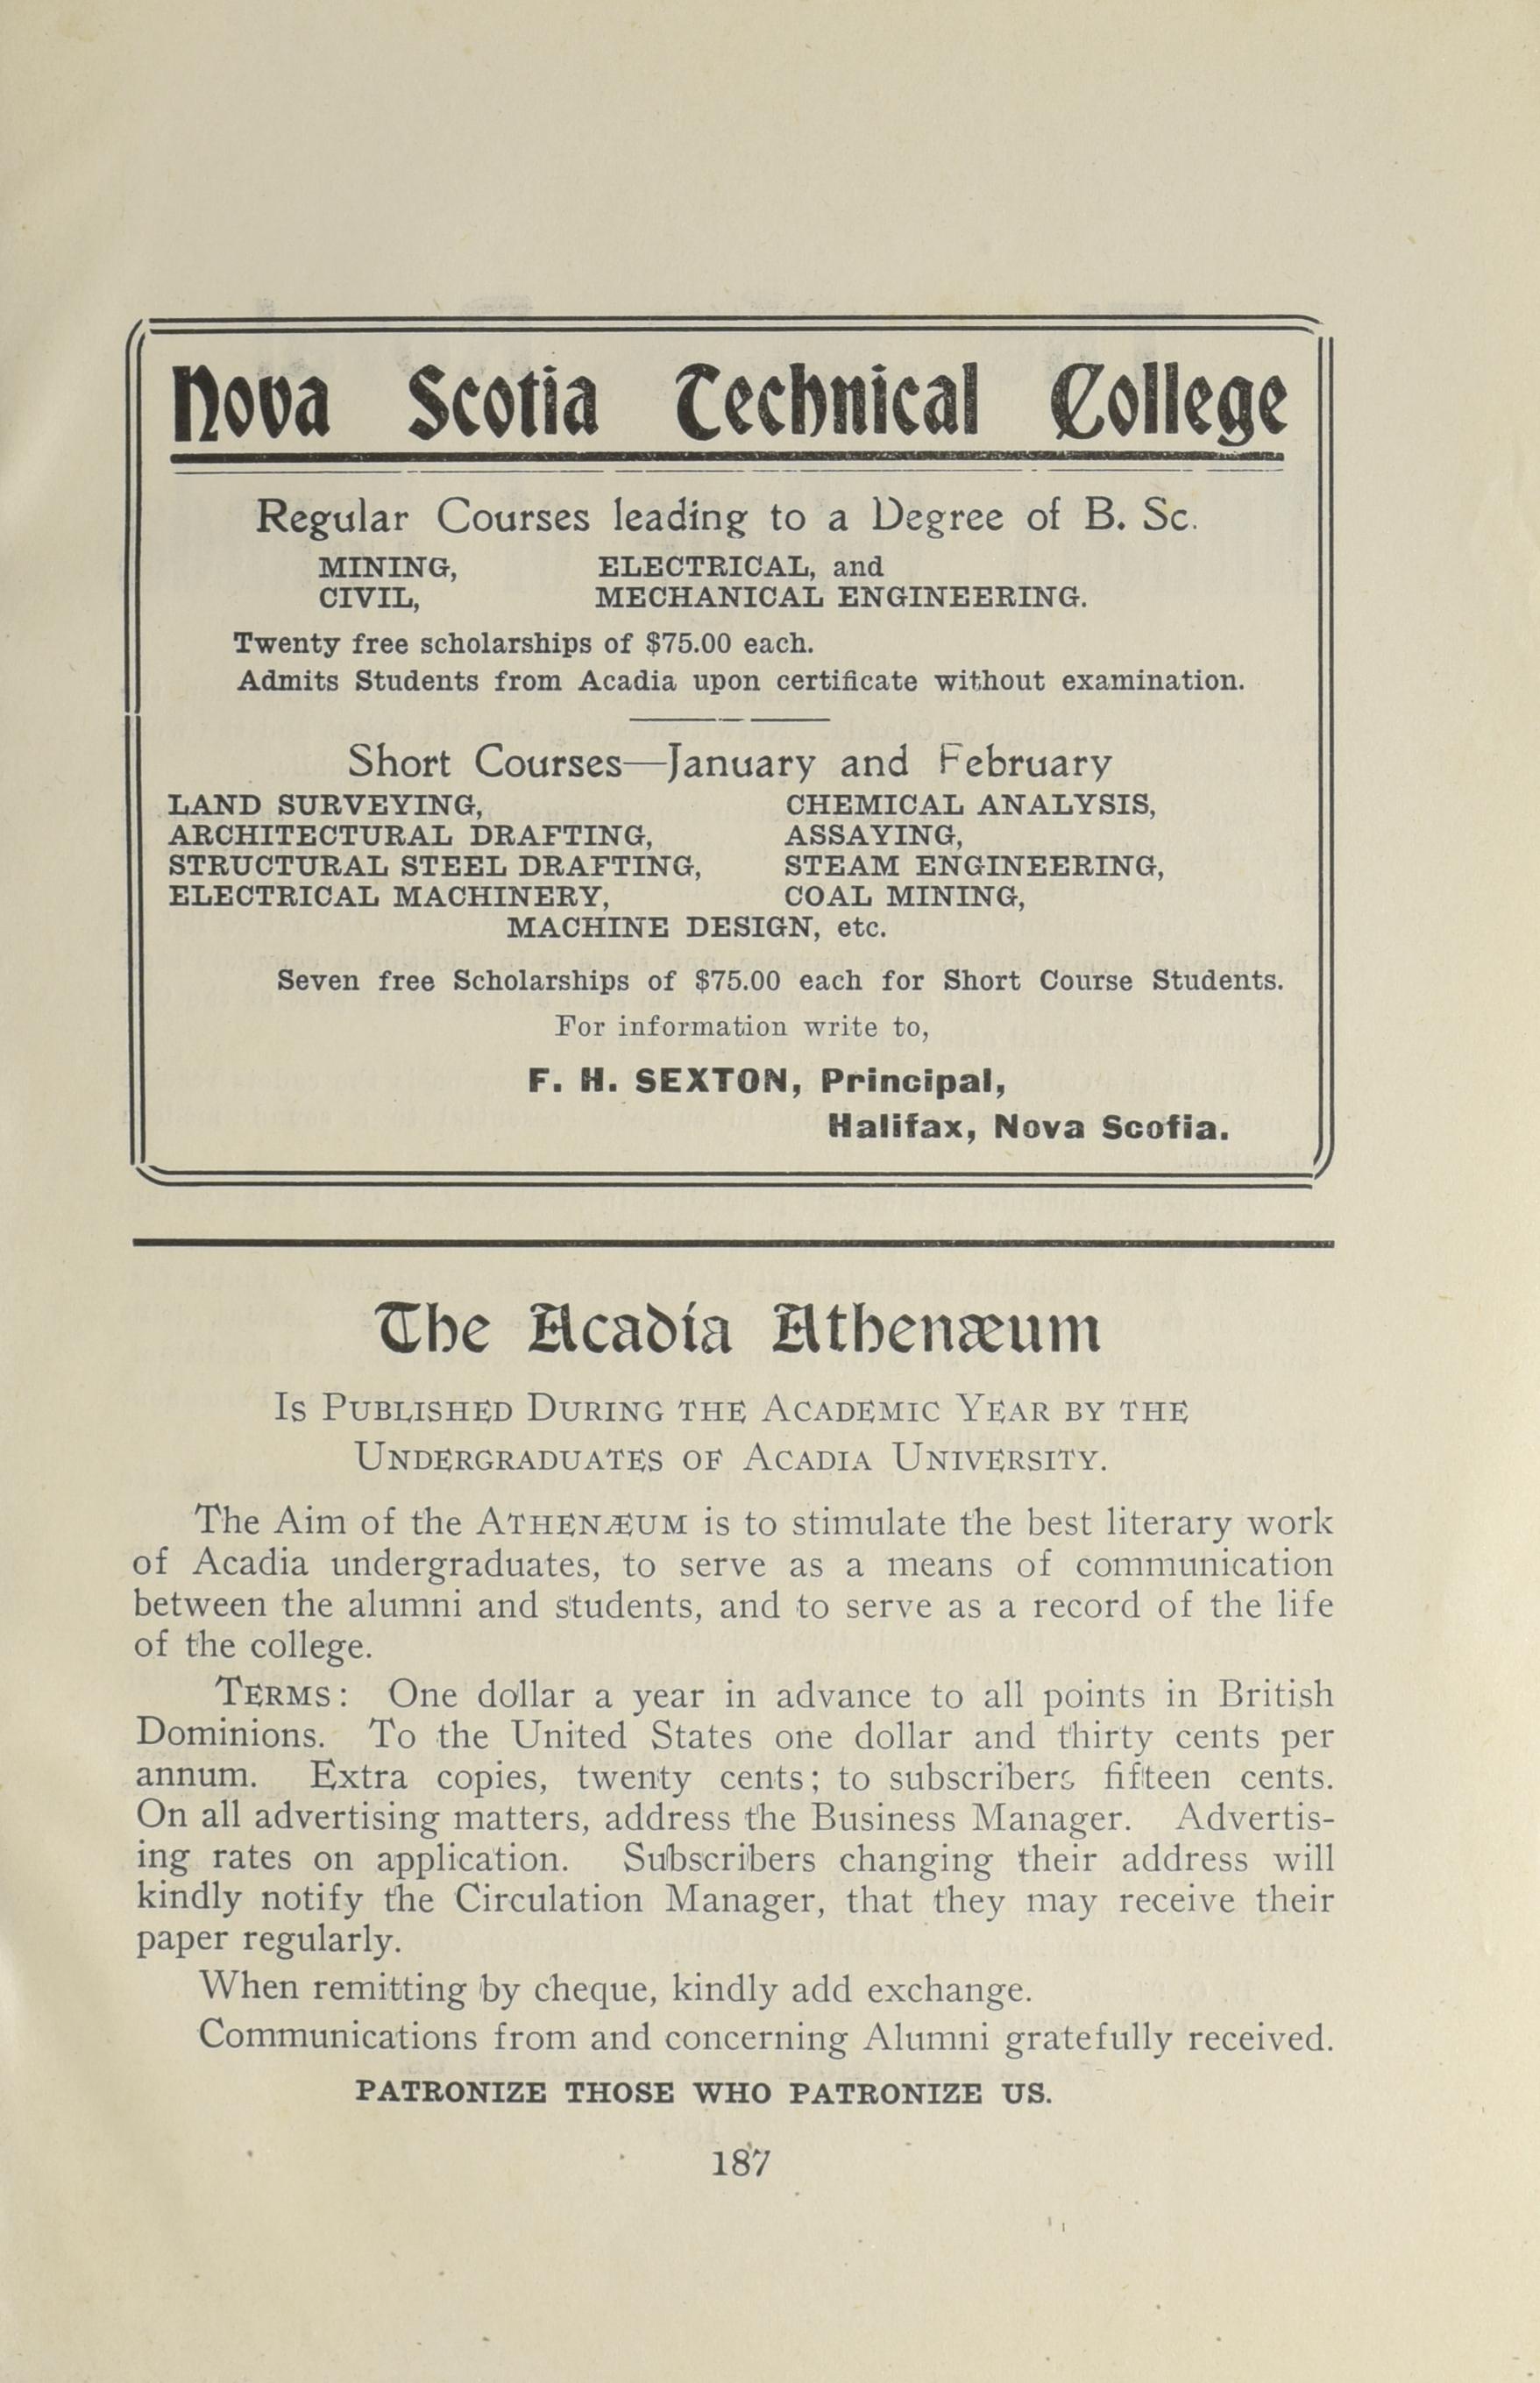 Nova Scotia Technical College
Regular Courses leading to a Degree of B. Sc.
MINING, ELECTRICAL, and
CIVIL, MECHANICAL ENGINEERING.
Twenty free scholarships of $75.00 each.
Admits Students from Acadia upon certificate without examination.
Short Courses—January and February
LAND SURVEYING, CHEMICAL ANALYSIS,
ARCHITECTURAL DRAFTING, ASSAYING,
STRUCTURAL STEEL DRAFTING, STEAM ENGINEERING,
ELECTRICAL MACHINERY, COAL MINING,
MACHINE DESIGN, etc.
Seven free Scholarships of $75.00 each for Short Course Students.
For information write to,
F. H. SEXTON, Principal,
Halifax, Nova Scotia.
The Acadia Athenæum
IS PUBLISHED DURING THE ACADEMIC YEAR BY THE
UNDERGRADUATES OF ACADIA UNIVERSITY.
The Aim of the ATHENÆUM is to stimulate the best literary work
of Acadia undergraduates, to serve as a means of communication
between the alumni and students, and to serve as a record of the life
of the college.
TERMS: One dollar a year in advance to all points in British
Dominions. To the United States one dollar and thirty cents per
annum. Extra copies, twenty cents; to subscribers fifteen cents.
On all advertising matters, address the Business Manager. Advertis-
ing rates on application. Subscribers changing their address will
kindly notify the Circulation Manager, that they may receive their
paper regularly.
When remitting by cheque, kindly add exchange.
Communications from and concerning Alumni gratefully received.
PATRONIZE THOSE WHO PATRONIZE US.
187